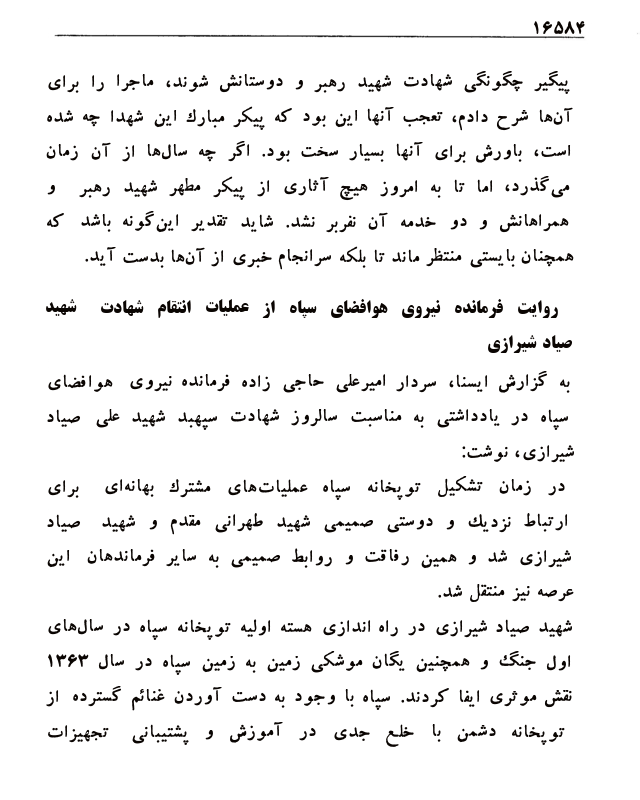 ۱۶۵۸۴
پیگیر چگونگی شهادت شهید رهبر و دوستانش شوند، ماجرا را برای
آن‌ها شرح دادم، تعجب آنها این بود که پیکر مبارك این شهدا چه شده
است، باورش برای آنها بسیار سخت بود. اگر چه سال‌ها از آن زمان
می‌گذرد، اما تا به امروز هیچ آثاری از پیکر مطهر شهید رهبر و
همراهانش و دو خدمه آن نفربر نشد. شاید تقدیر این‌گونه باشد که
همچنان بایستی منتظر ماند تا بلکه سرانجام خبری از آن‌ها بدست آید.
روایت فرمانده نیروی هوافضای سپاه از عملیات انتقام شهادت شهید
صیاد شیرازی
به گزارش ایسنا، سردار امیرعلی حاجی زاده فرمانده نیروی هوافضای
سپاه در یادداشتی به مناسبت سالروز شهادت سپهبد شهید علی صیاد
شیرازی، نوشت:
در زمان تشکیل توپخانه سپاه عملیات‌های مشترك بهانه‌ای برای
ارتباط نزدیك و دوستی صمیمی شهید طهرانی مقدم و شهید صیاد
شیرازی شد و همین رفاقت و روابط صمیمی به سایر فرماندهان این
عرصه نیز منتقل شد.
شهید صیاد شیرازی در راه اندازی هسته اولیه توپخانه سپاه در سال‌های
اول جنگ و همچنین یگان موشکی زمین به زمین سپاه در سال ۱۳۶۳
نقش موثری ایفا کردند. سپاه با وجود به دست آوردن غنائم گسترده از
توپخانه دشمن با خلع جدی در آموزش و پشتیبانی تجهیزات